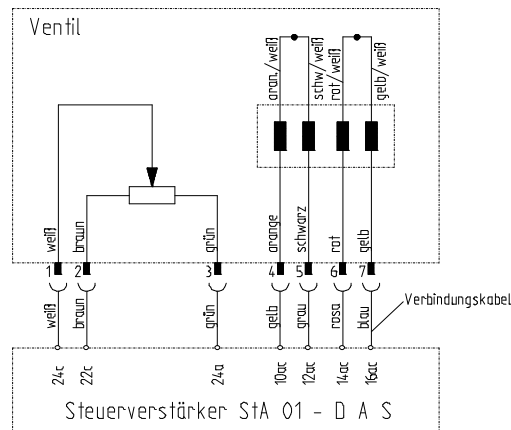 Ventil
oran./weiß
schw/weiß
rot/weiß
gelb/weiß
weiß
braun
grün
orange
schwarz
rot
gelb
1 2 3 4 5 6 7
weiß
braun
grün
gelb
grau
rosa
blau
Verbindungskabel
24c
22c
24a
10ac
12ac
14ac
16ac
Steuerverstärker StA 01 - D A S